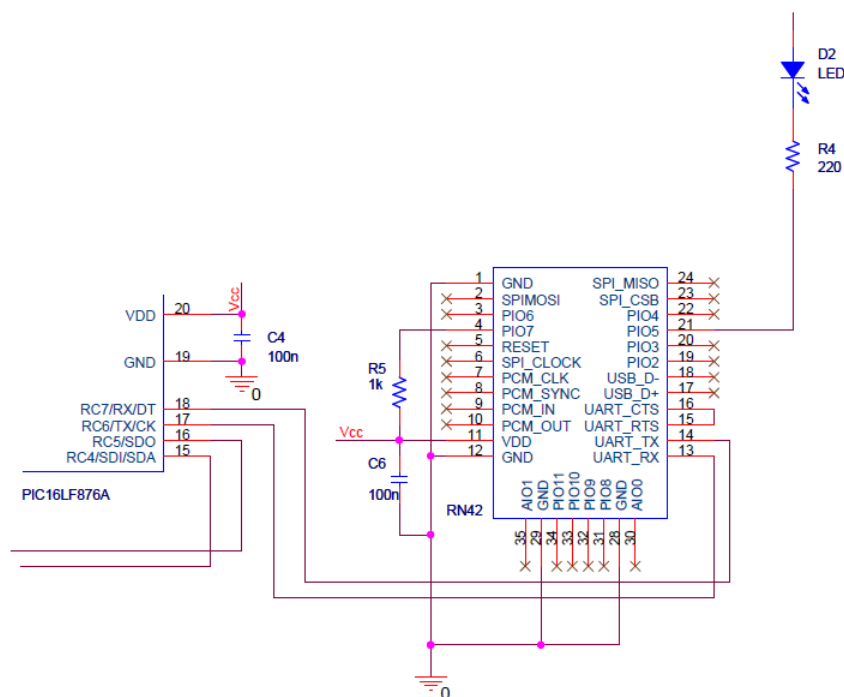 D2
LED
R4
220
Vcc
VDD
20
GND
19
C4
100n
0
RC7/RX/DT
18
RC6/TX/CK
17
RC5/SDO
16
RC4/SDI/SDA
15
PIC16LF876A
R5
1k
Vcc
C6
100n
1
GND
2
SPIMOSI
3
PIO6
4
PIO7
5
RESET
6
SPI_CLOCK
7
PCM_CLK
8
PCM_SYNC
9
PCM_IN
10
PCM_OUT
11
VDD
12
GND
SPI_MISO
24
SPI_CSB
23
PIO4
22
PIO5
21
PIO3
20
PIO2
19
USB_D-
18
USB_D+
17
UART_CTS
16
UART_RTS
15
UART_TX
14
UART_RX
13
RN42
AIO1
GND
PIO11
PIO10
PIO9
PIO8
GND
AIO0
35
29
34
33
32
31
28
30
0